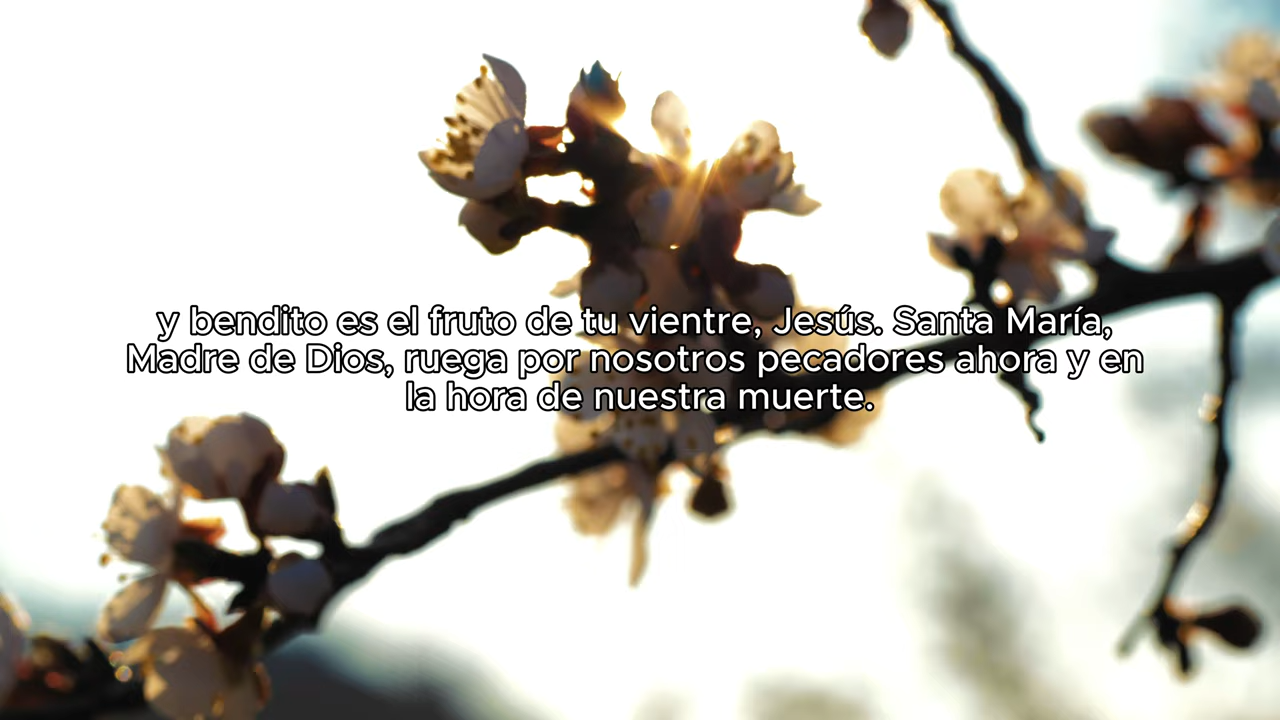 y bendito es el fruto de tu vientre, Jesús. Santa María,
Madre de Dios, ruega por nosotros pecadores ahora y en
la hora de nuestra muerte.